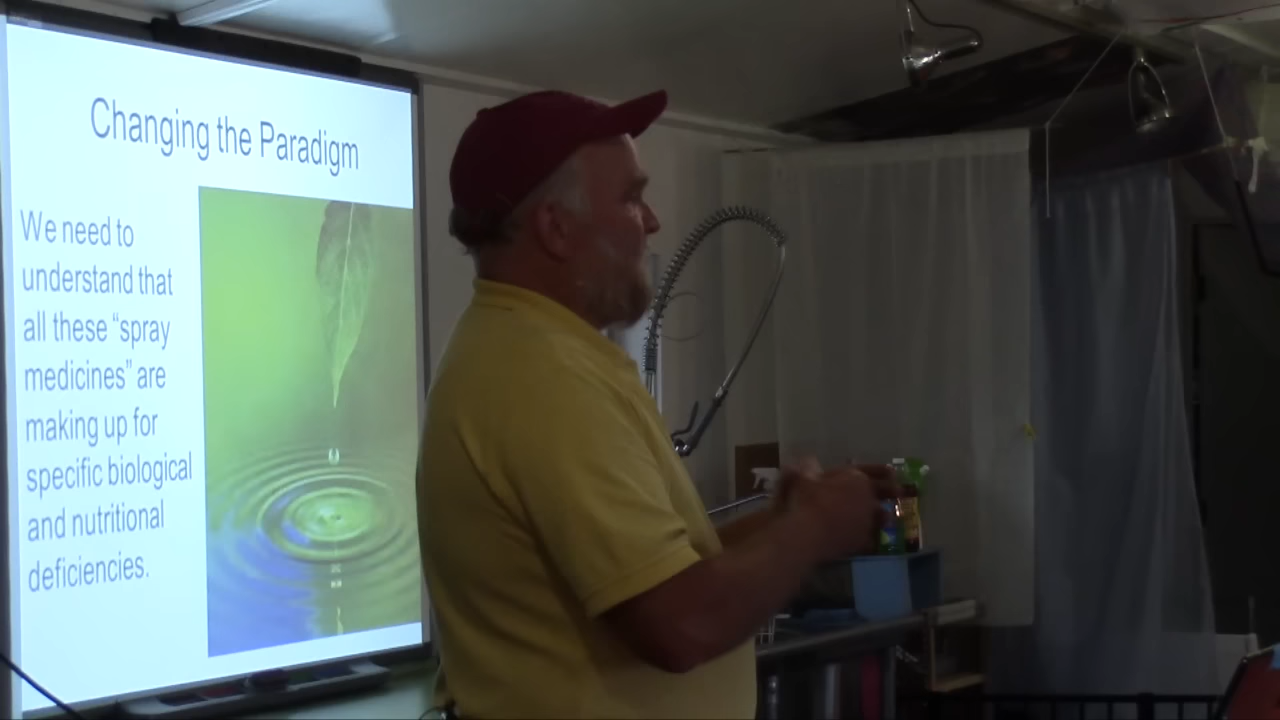 Changing the Paradigm
We need to
understand that
all these “spray
medicines” are
making up for
specific biological
and nutritional
deficiencies.